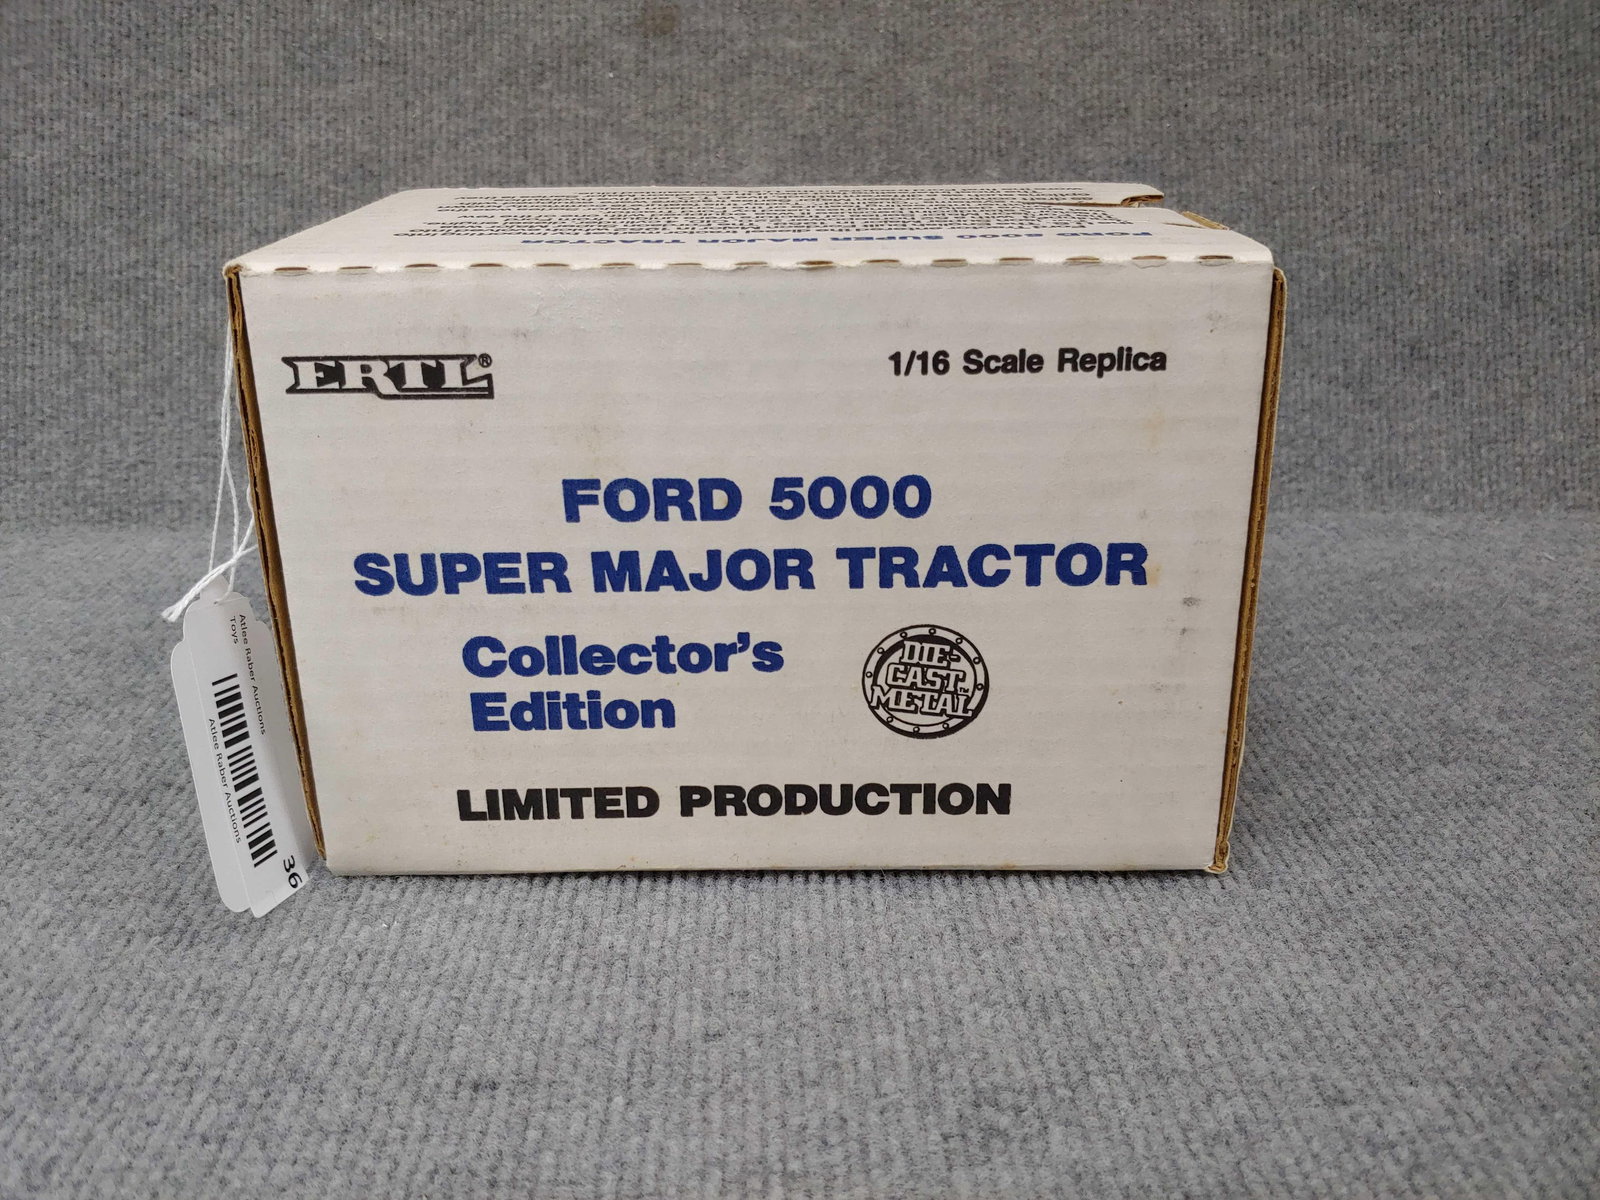 FORD 5000 SUPER MAJOR TRACTOR
ERTL®
1/16 Scale Replica
FORD 5000
SUPER MAJOR TRACTOR
Collector's
Edition
DIE-
CAST
METAL™
LIMITED PRODUCTION
Atlee Raber Auctions
Toys
Atlee Raber Auctions
36